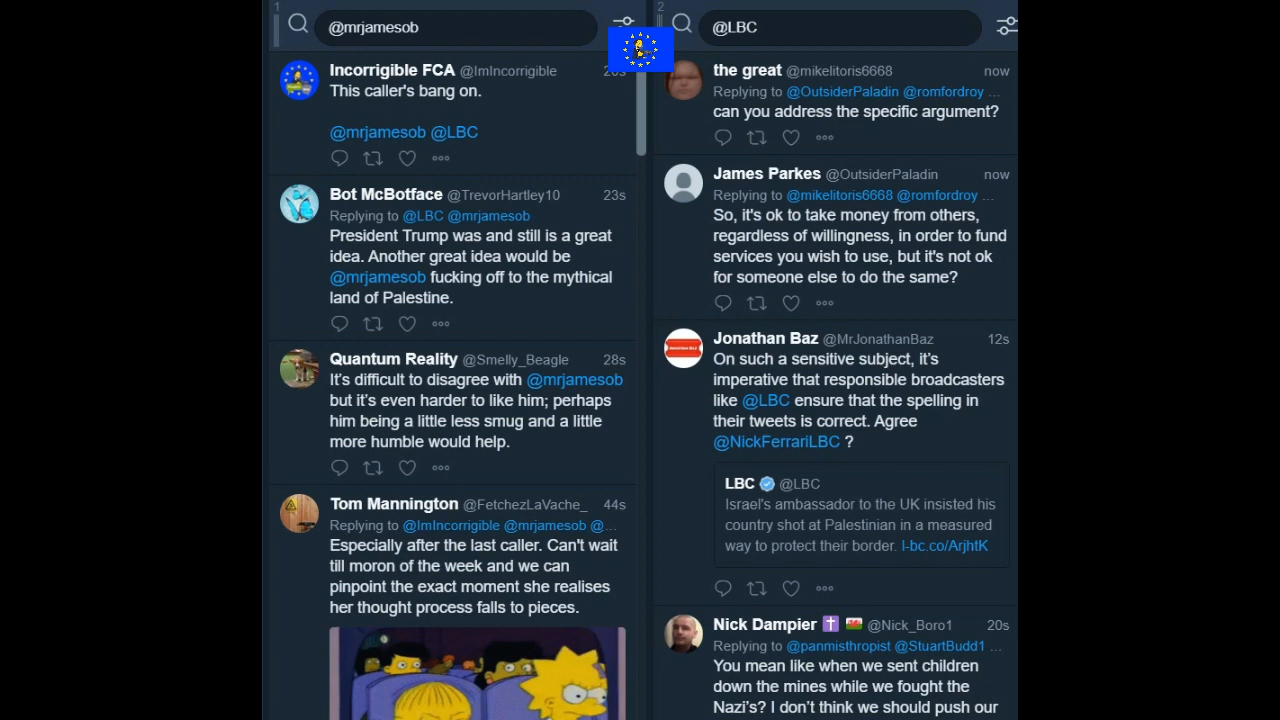 1
@mrjamesob
Incorrigible FCA @ImIncorrigible 20s
This caller's bang on.
@mrjamesob @LBC
Bot McBotface @TrevorHartley10 23s
Replying to @LBC @mrjamesob
President Trump was and still is a great
idea. Another great idea would be
@mrjamesob fucking off to the mythical
land of Palestine.
Quantum Reality @Smelly_Beagle 28s
It's difficult to disagree with @mrjamesob
but it's even harder to like him; perhaps
him being a little less smug and a little
more humble would help.
Tom Mannington @FetchezLaVache_ 44s
Replying to @ImIncorrigible @mrjamesob @…
Especially after the last caller. Can't wait
till moron of the week and we can
pinpoint the exact moment she realises
her thought process falls to pieces.
2
@LBC
the great @mikelitoris6668 now
Replying to @OutsiderPaladin @romfordroy …
can you address the specific argument?
James Parkes @OutsiderPaladin now
Replying to @mikelitoris6668 @romfordroy …
So, it's ok to take money from others,
regardless of willingness, in order to fund
services you wish to use, but it's not ok
for someone else to do the same?
Jonathan Baz @MrJonathanBaz 12s
On such a sensitive subject, it's
imperative that responsible broadcasters
like @LBC ensure that the spelling in
their tweets is correct. Agree
@NickFerrariLBC ?
LBC @LBC
Israel's ambassador to the UK insisted his
country shot at Palestinian in a measured
way to protect their border. l-bc.co/ArjhtK
Nick Dampier @Nick_Boro1 20s
Replying to @panmisthropist @StuartBudd1 …
You mean like when we sent children
down the mines while we fought the
Nazi's? I don't think we should push our